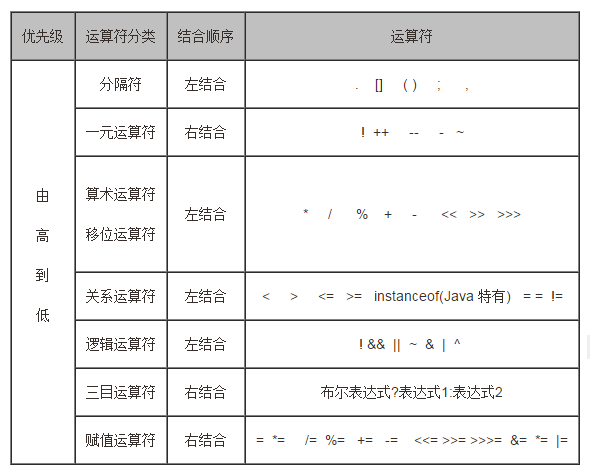 优先级 运算符分类 结合顺序 运算符
由高到低
分隔符 左结合 . [] ( ) ; ,
一元运算符 右结合 ! ++ -- - ~
算术运算符
移位运算符 左结合 * / % + - << >> >>>
关系运算符 左结合 < > <= >= instanceof(Java 特有) = = !=
逻辑运算符 左结合 ! && || ~ & | ^
三目运算符 右结合 布尔表达式?表达式1:表达式2
赋值运算符 右结合 = *= /= %= += -= <<= >>= >>>= &= *= |=